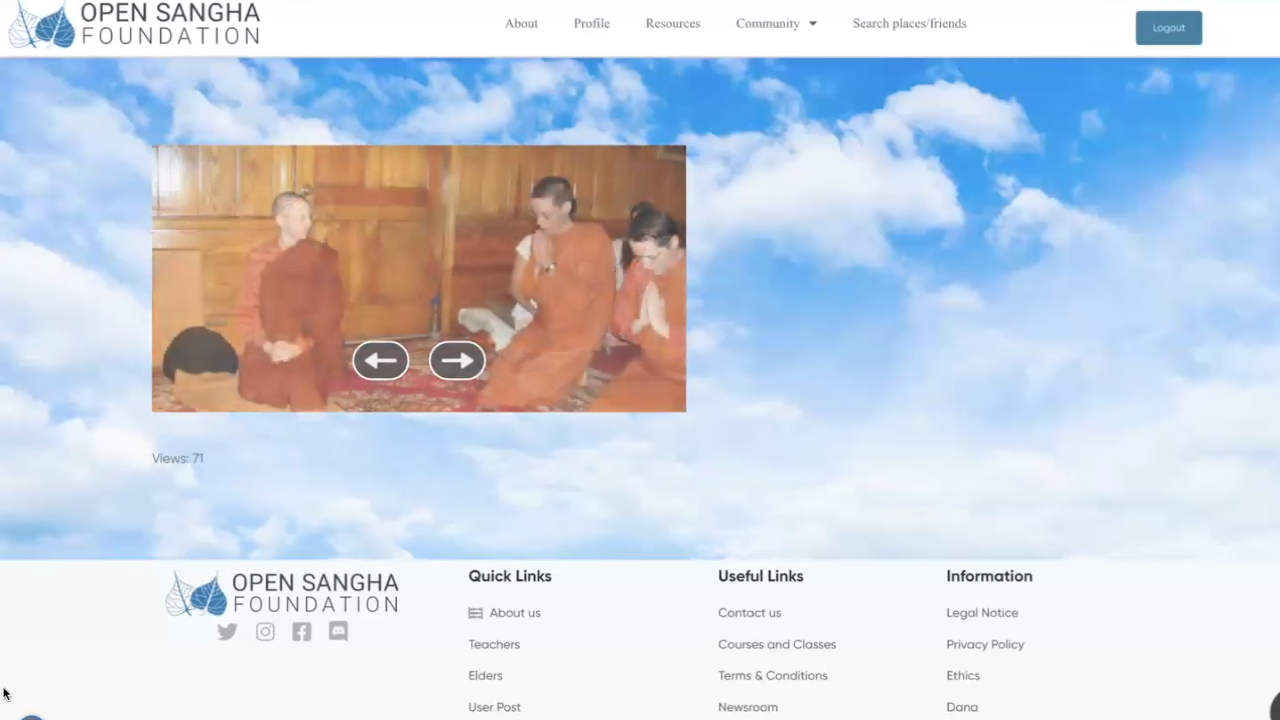 OPEN SANGHA
FOUNDATION
About Profile Resources Community Search places/friends
Logout
Views: 71
OPEN SANGHA
FOUNDATION
Quick Links
About us
Teachers
Elders
User Post
Useful Links
Contact us
Courses and Classes
Terms & Conditions
Newsroom
Information
Legal Notice
Privacy Policy
Ethics
Dana